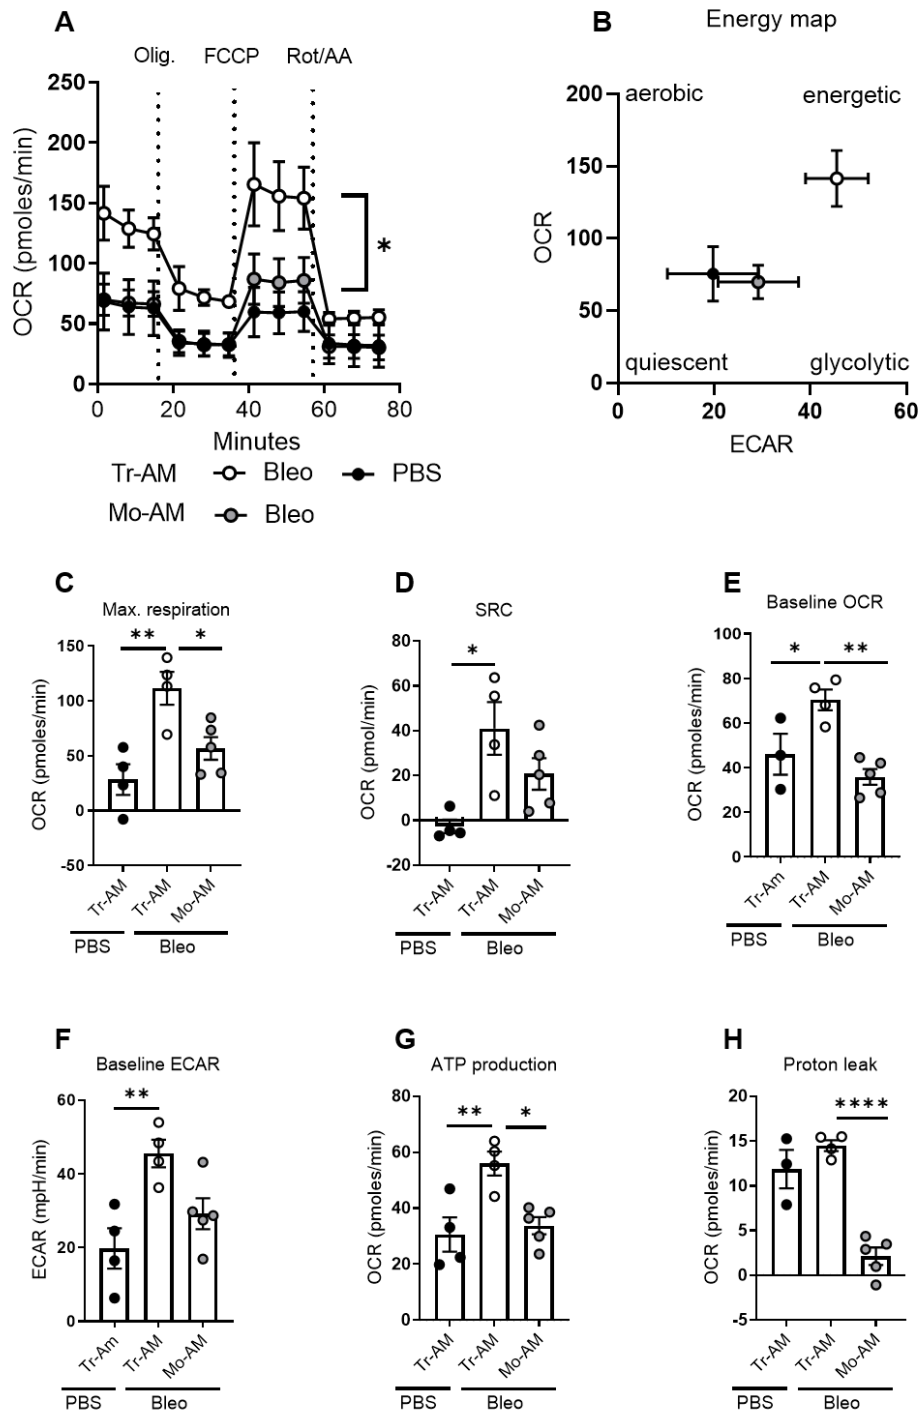 A
Olig.
FCCP
Rot/AA
OCR (pmoles/min)
250
200
150
100
50
0
*
0
20
40
60
80
Minutes
Tr-AM
Bleo
PBS
Mo-AM
Bleo
B
Energy map
OCR
200
150
100
50
0
aerobic
energetic
quiescent
glycolytic
0
20
40
60
ECAR
C
Max. respiration
OCR (pmoles/min)
150
100
50
0
-50
**
*
Tr-AM
Tr-AM
Mo-AM
PBS
Bleo
D
SRC
OCR (pmol/min)
80
60
40
20
0
-20
*
Tr-AM
Tr-AM
Mo-AM
PBS
Bleo
E
Baseline OCR
OCR (pmoles/min)
100
80
60
40
20
0
*
**
Tr-Am
Tr-AM
Mo-AM
PBS
Bleo
F
Baseline ECAR
ECAR (mpH/min)
60
40
20
0
**
Tr-Am
Tr-AM
Mo-AM
PBS
Bleo
G
ATP production
OCR (pmoles/min)
80
60
40
20
0
**
*
Tr-AM
Tr-AM
Mo-AM
PBS
Bleo
H
Proton leak
OCR (pmoles/min)
20
15
10
5
0
-5
****
Tr-AM
Tr-AM
Mo-AM
PBS
Bleo